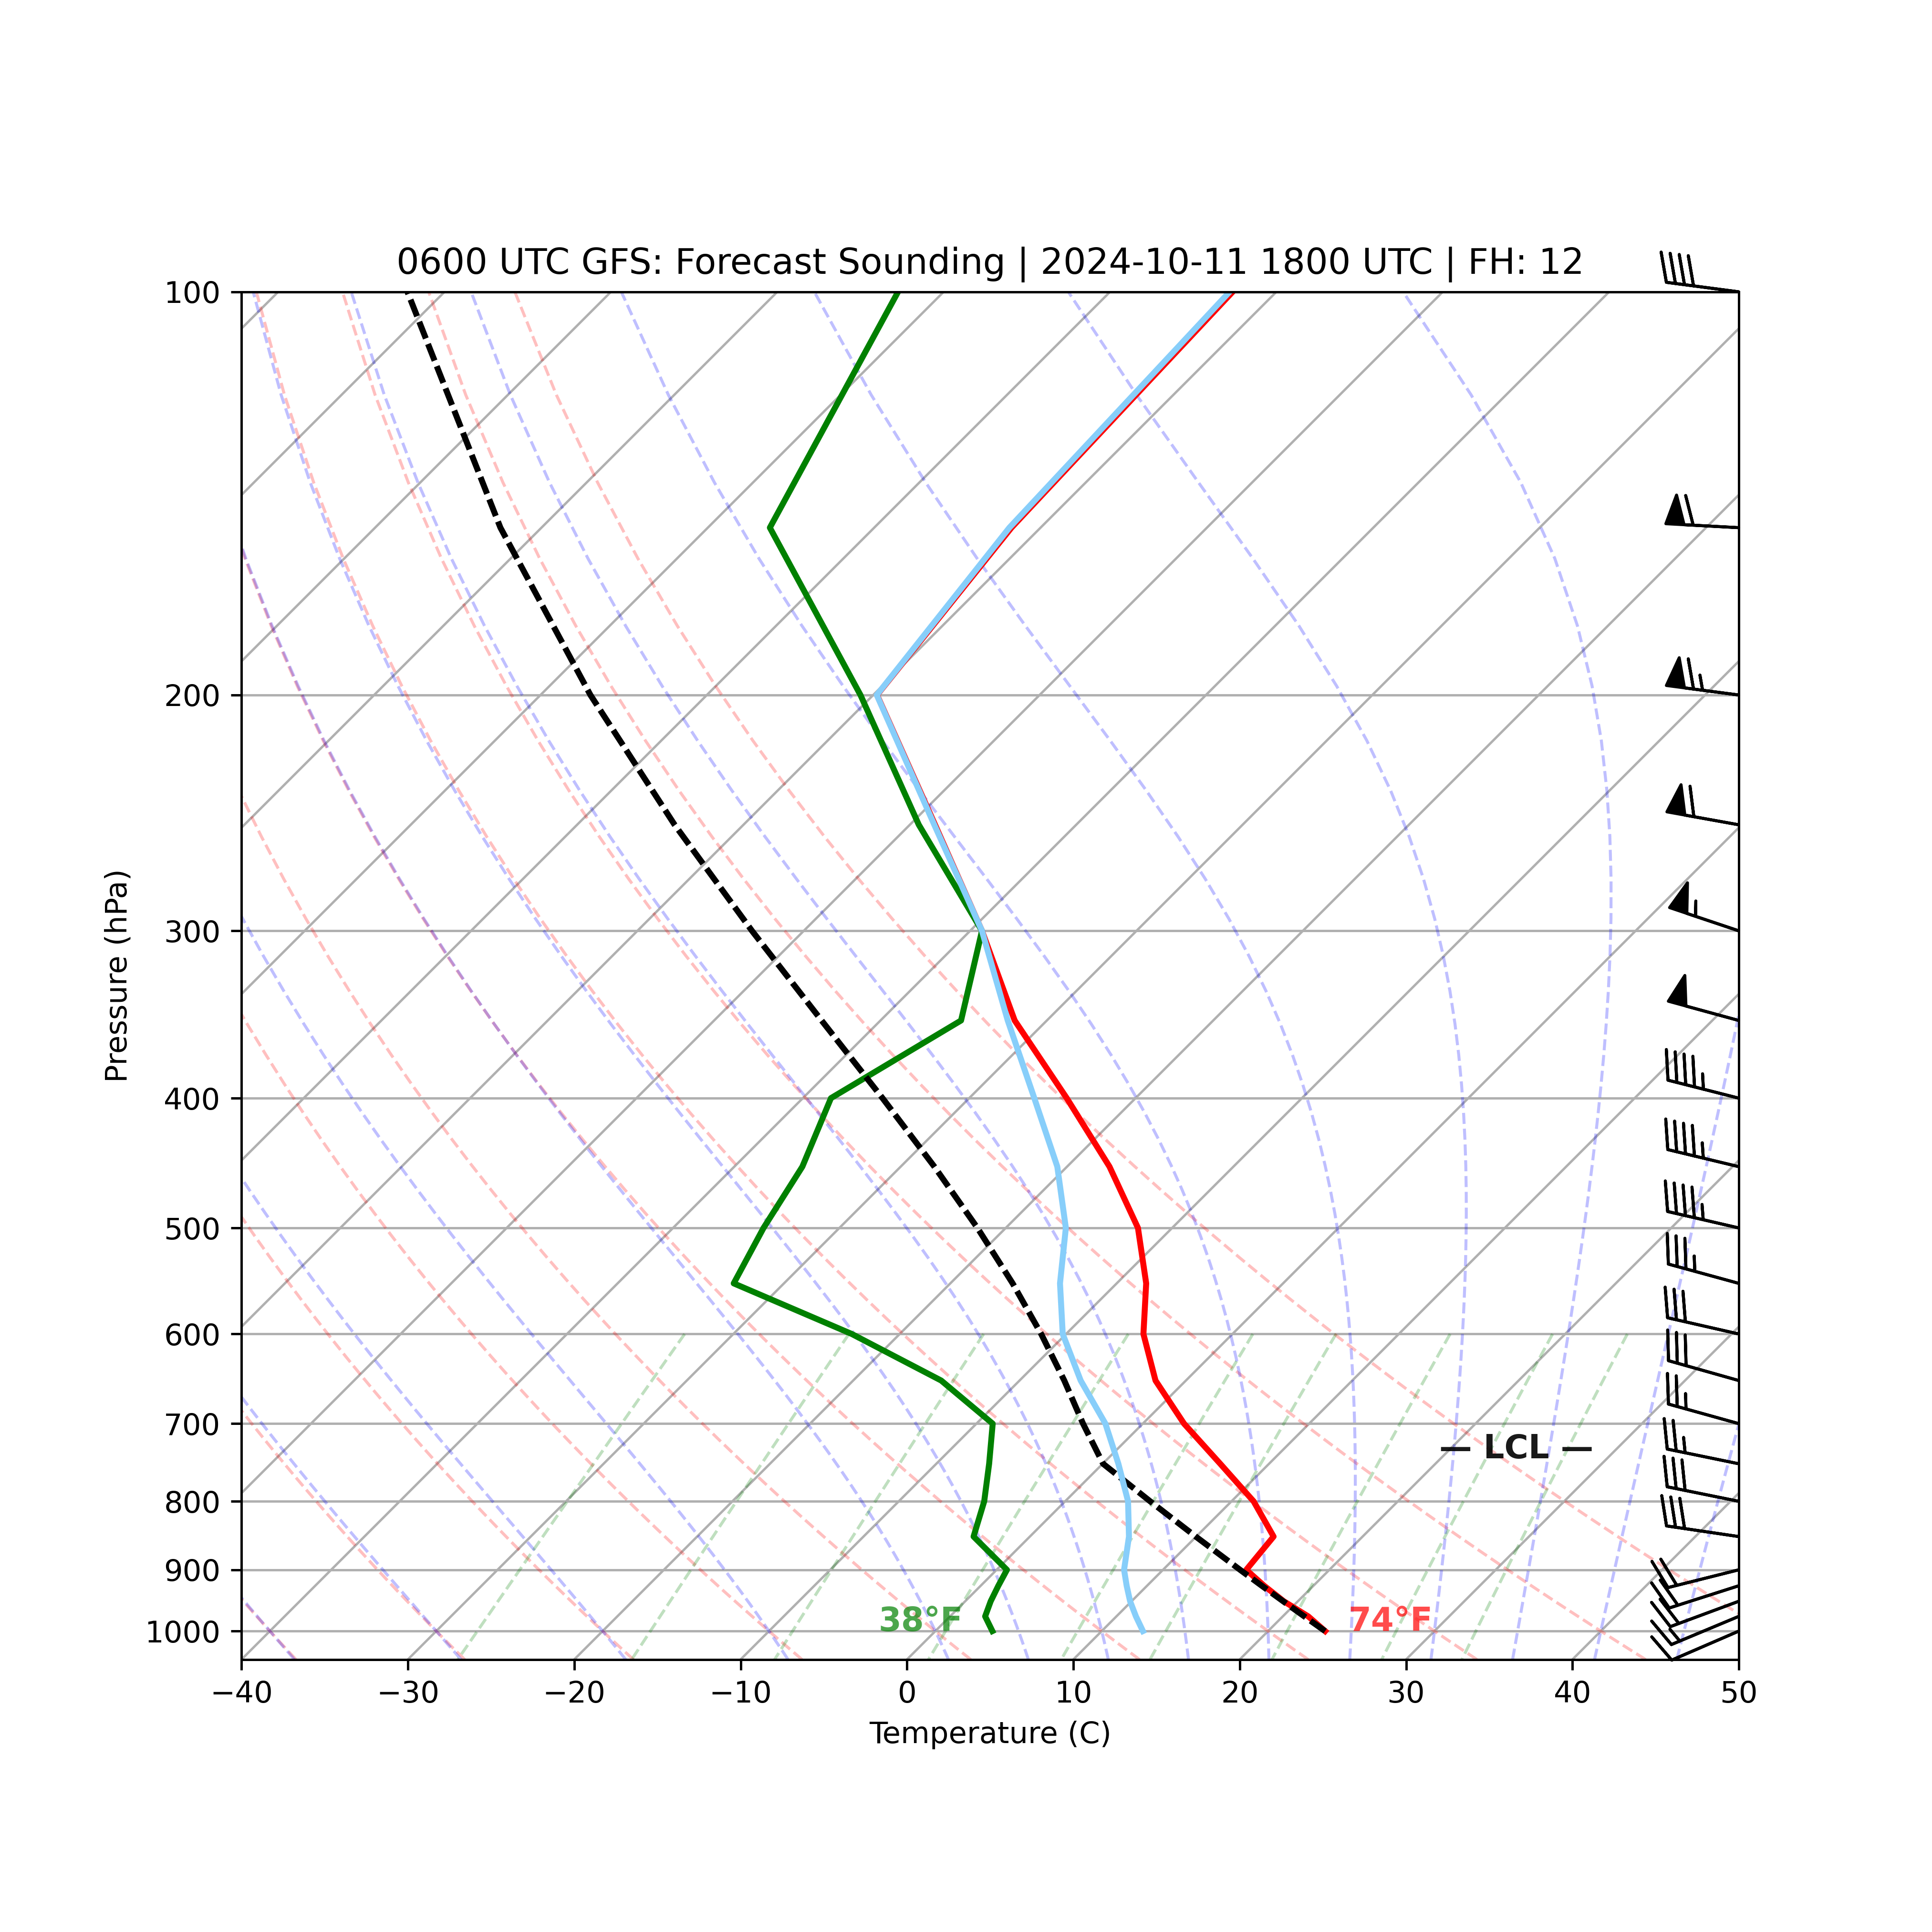 0600 UTC GFS: Forecast Sounding | 2024-10-11 1800 UTC | FH: 12
100
200
300
400
500
600
700
800
900
1000
Pressure (hPa)
— LCL —
38°F
74°F
−40 −30 −20 −10 0 10 20 30 40 50
Temperature (C)